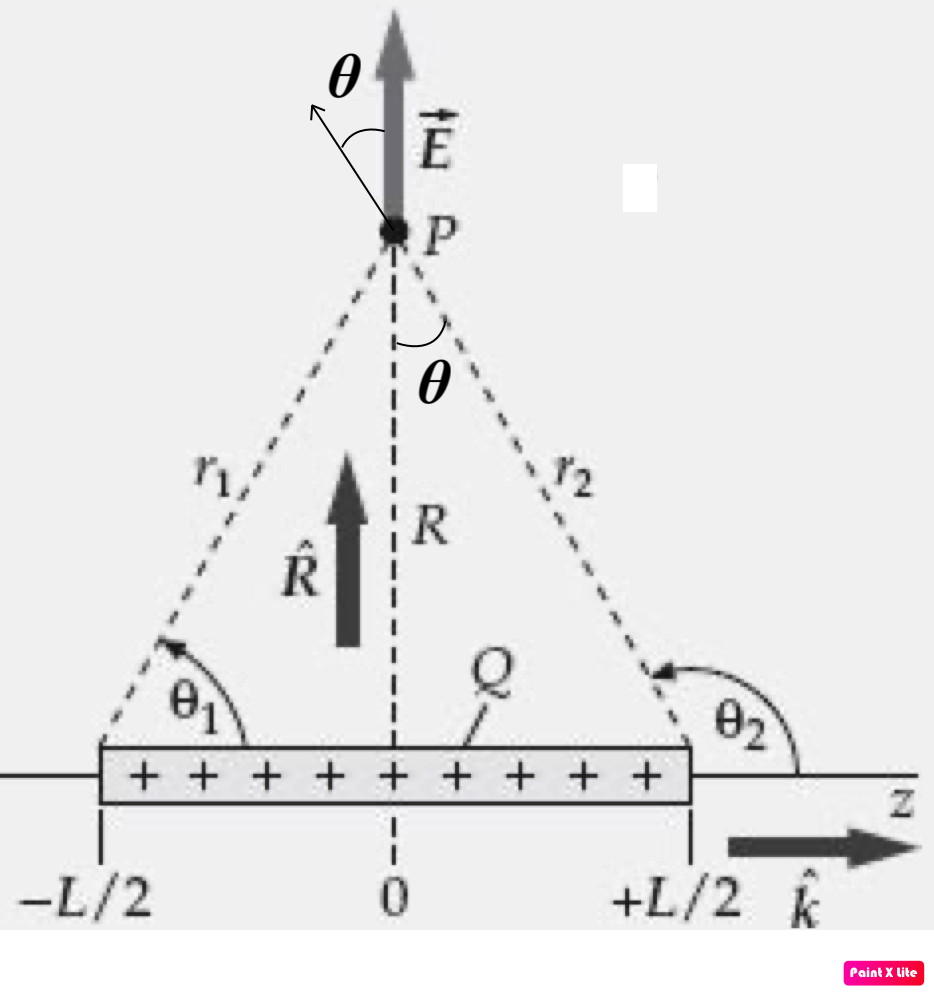 θ
E⃗
P
θ
r₁
r₂
R
R̂
Q
θ₁
θ₂
+ + + + + + + + +
z
−L/2
0
+L/2
k̂
Paint X Lite